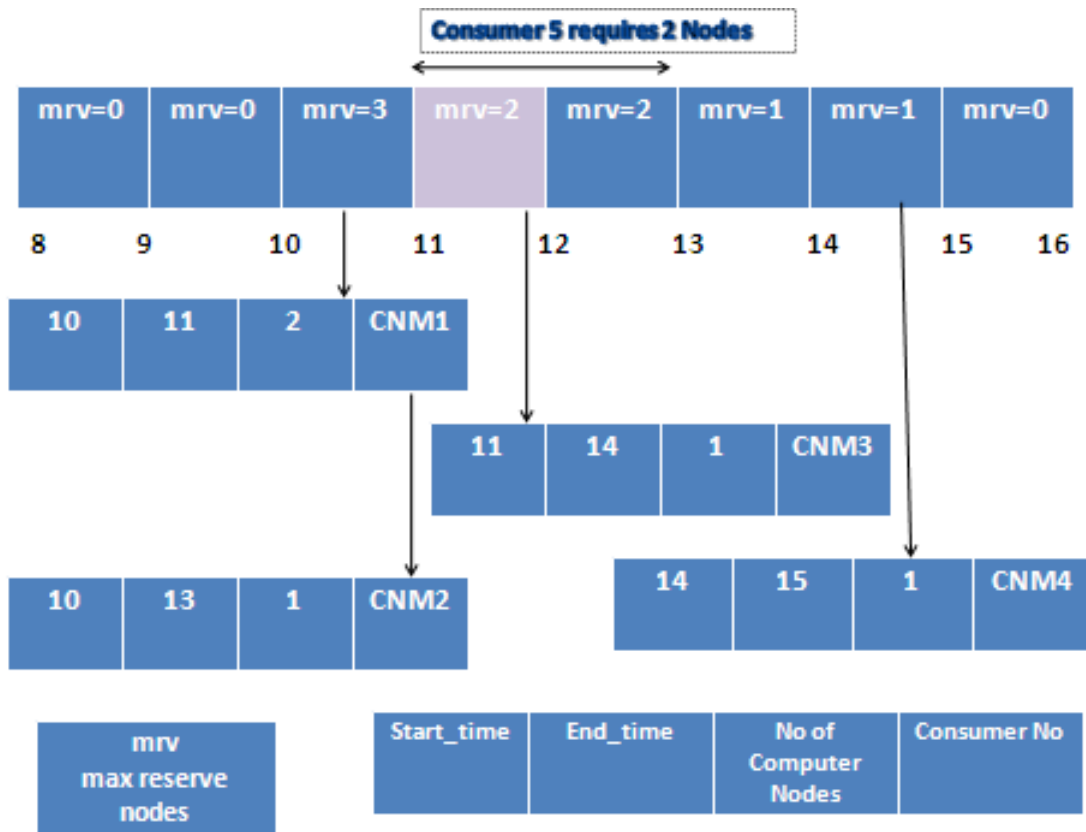 Consumer 5 requires 2 Nodes
mrv=0 mrv=0 mrv=3 mrv=2 mrv=2 mrv=1 mrv=1 mrv=0
8 9 10 11 12 13 14 15 16
10 11 2 CNM1
11 14 1 CNM3
14 15 1 CNM4
10 13 1 CNM2
mrv
max reserve
nodes
Start_time End_time No of
Computer
Nodes Consumer No